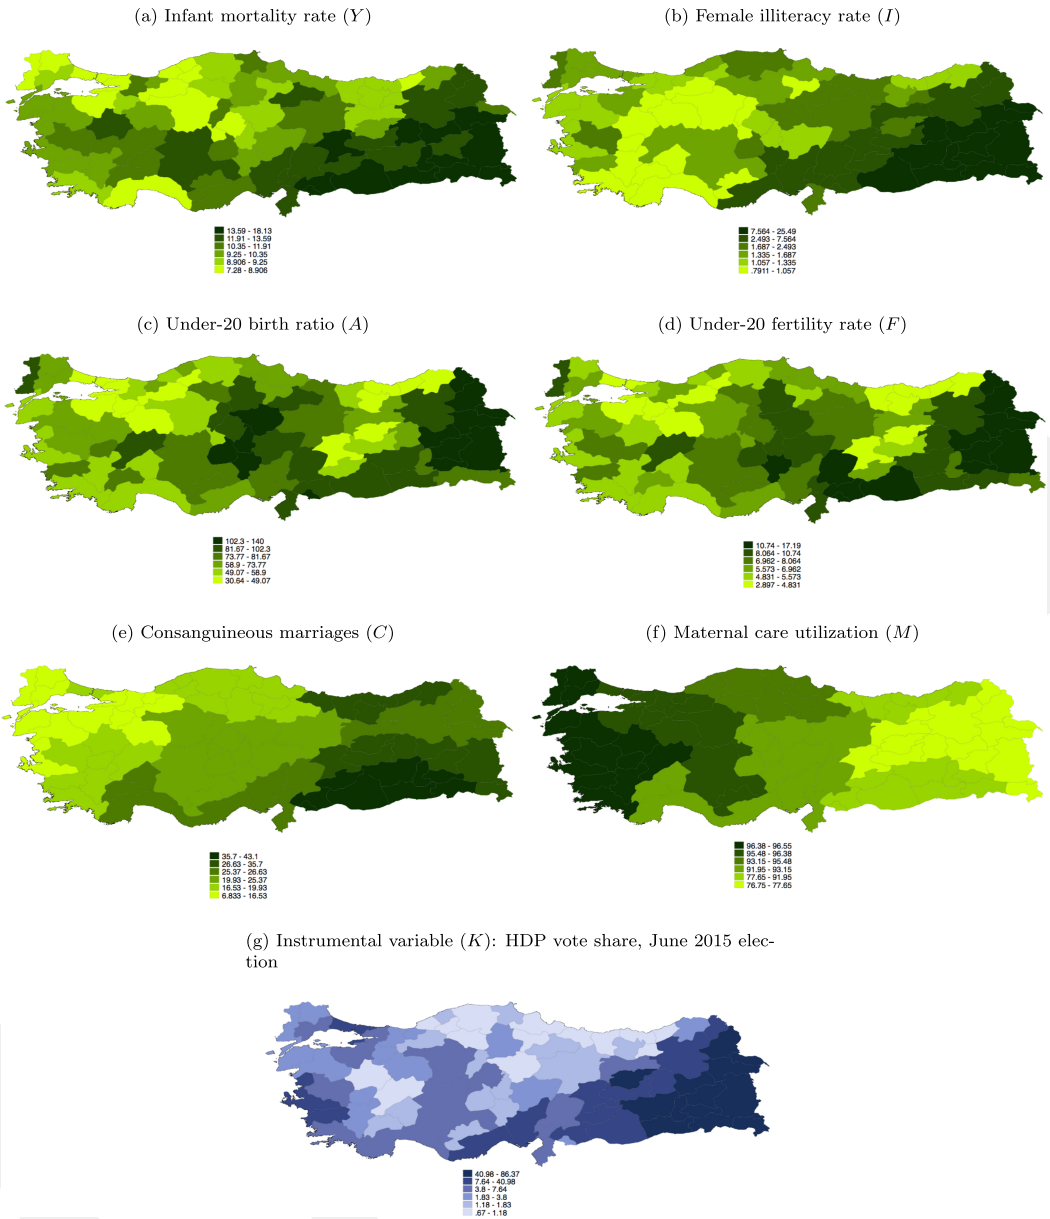 (a) Infant mortality rate (Y)
(b) Female illiteracy rate (I)
13.59 - 18.13
11.91 - 13.59
10.35 - 11.91
9.25 - 10.35
8.906 - 9.25
7.28 - 8.906
7.564 - 25.49
2.493 - 7.564
1.687 - 2.493
1.335 - 1.687
1.057 - 1.335
.7911 - 1.057
(c) Under-20 birth ratio (A)
(d) Under-20 fertility rate (F)
102.3 - 140
81.67 - 102.3
73.77 - 81.67
58.9 - 73.77
49.07 - 58.9
30.64 - 49.07
10.74 - 17.19
8.064 - 10.74
6.962 - 8.064
5.573 - 6.962
4.831 - 5.573
2.897 - 4.831
(e) Consanguineous marriages (C)
(f) Maternal care utilization (M)
35.7 - 43.1
26.63 - 35.7
25.37 - 26.63
19.93 - 25.37
16.53 - 19.93
6.833 - 16.53
96.38 - 96.55
95.48 - 96.38
93.15 - 95.48
91.95 - 93.15
77.65 - 91.95
76.75 - 77.65
(g) Instrumental variable (K): HDP vote share, June 2015 elec-
tion
40.98 - 86.37
7.64 - 40.98
3.8 - 7.64
1.83 - 3.8
1.18 - 1.83
.67 - 1.18